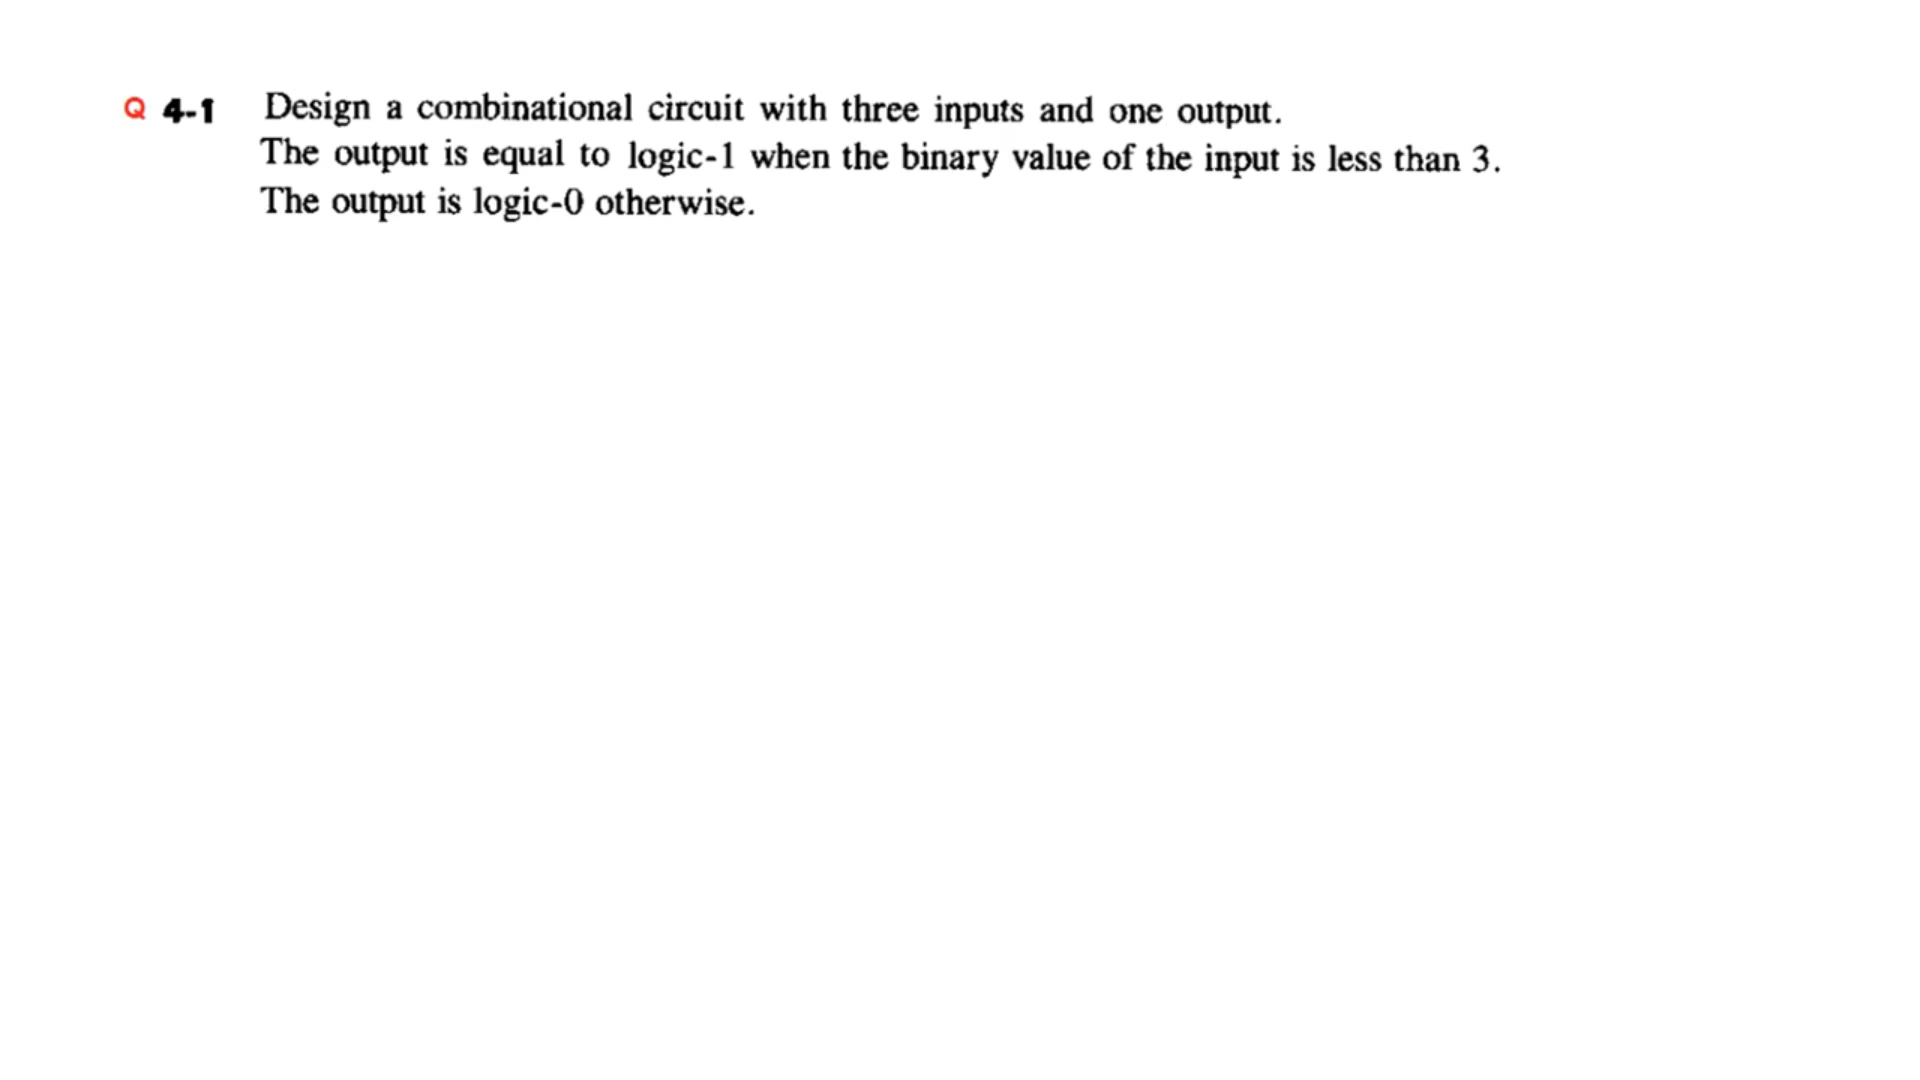 Q 4-1 Design a combinational circuit with three inputs and one output.
The output is equal to logic-1 when the binary value of the input is less than 3.
The output is logic-0 otherwise.